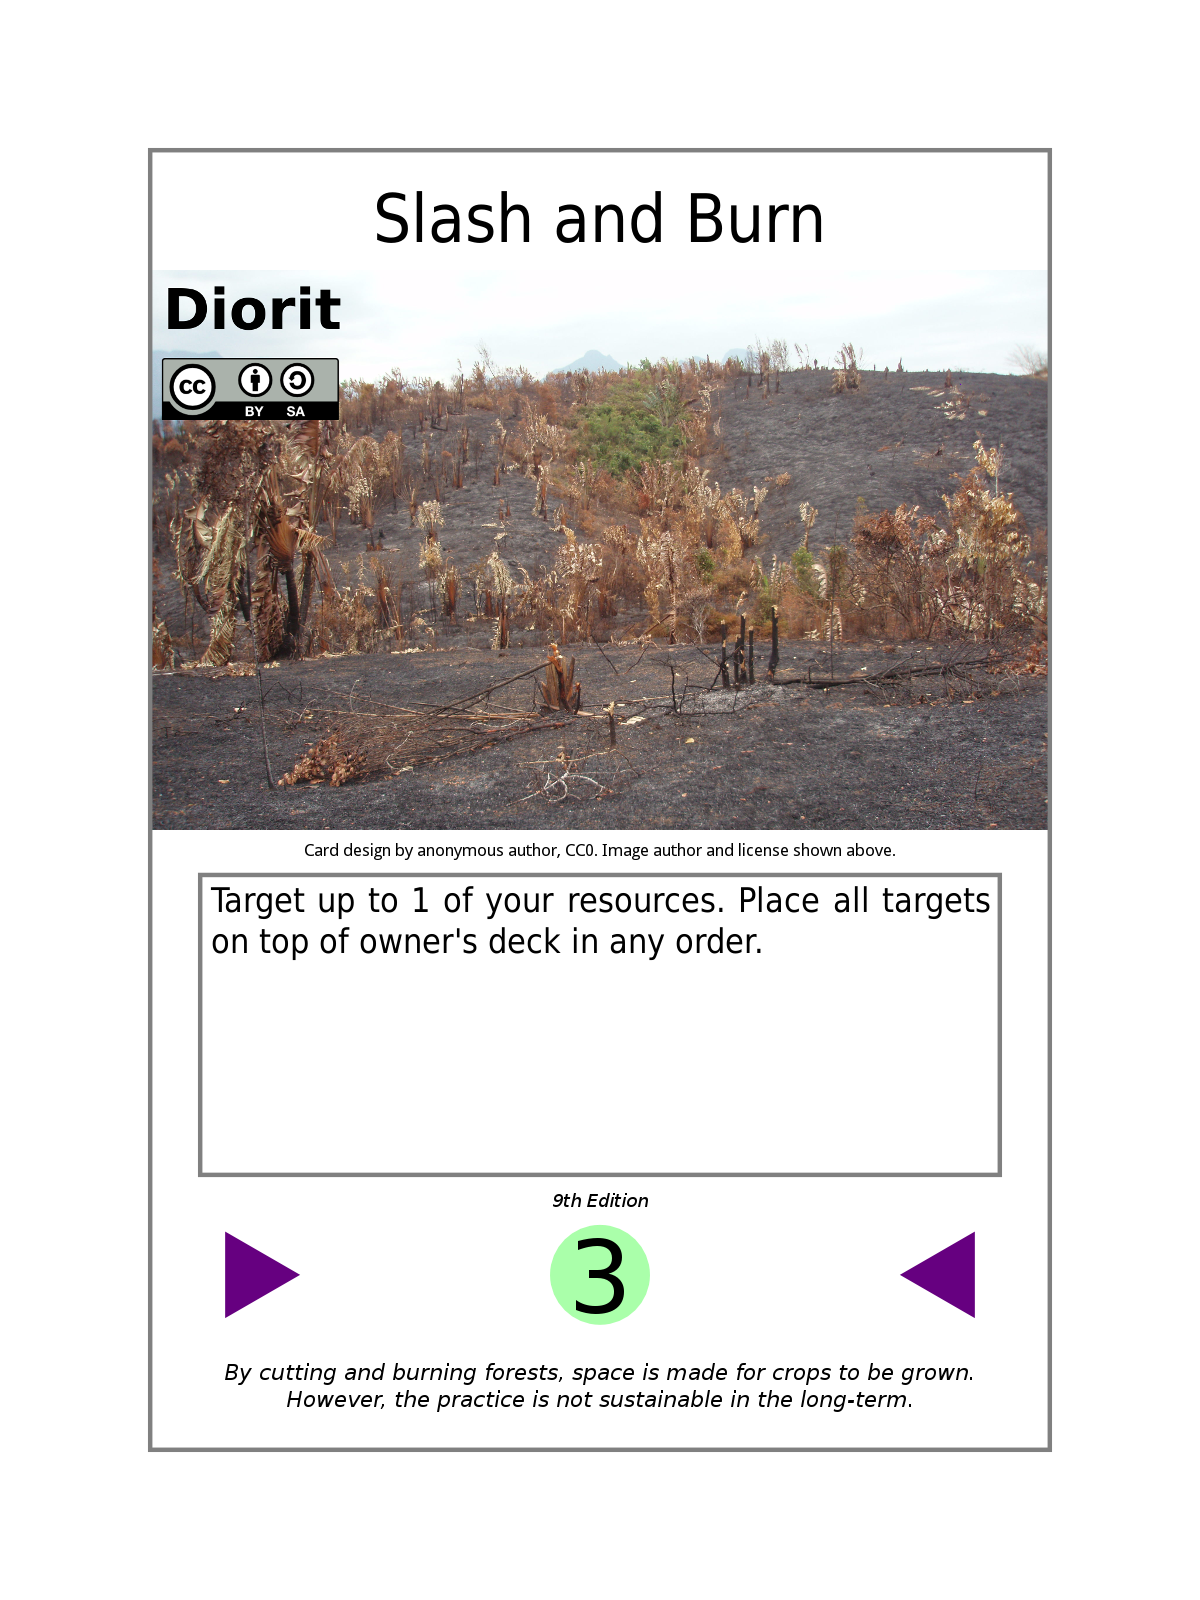 Slash and Burn
Diorit
CC BY SA
Card design by anonymous author, CC0. Image author and license shown above.
Target up to 1 of your resources. Place all targets
on top of owner's deck in any order.
9th Edition
3
By cutting and burning forests, space is made for crops to be grown.
However, the practice is not sustainable in the long-term.